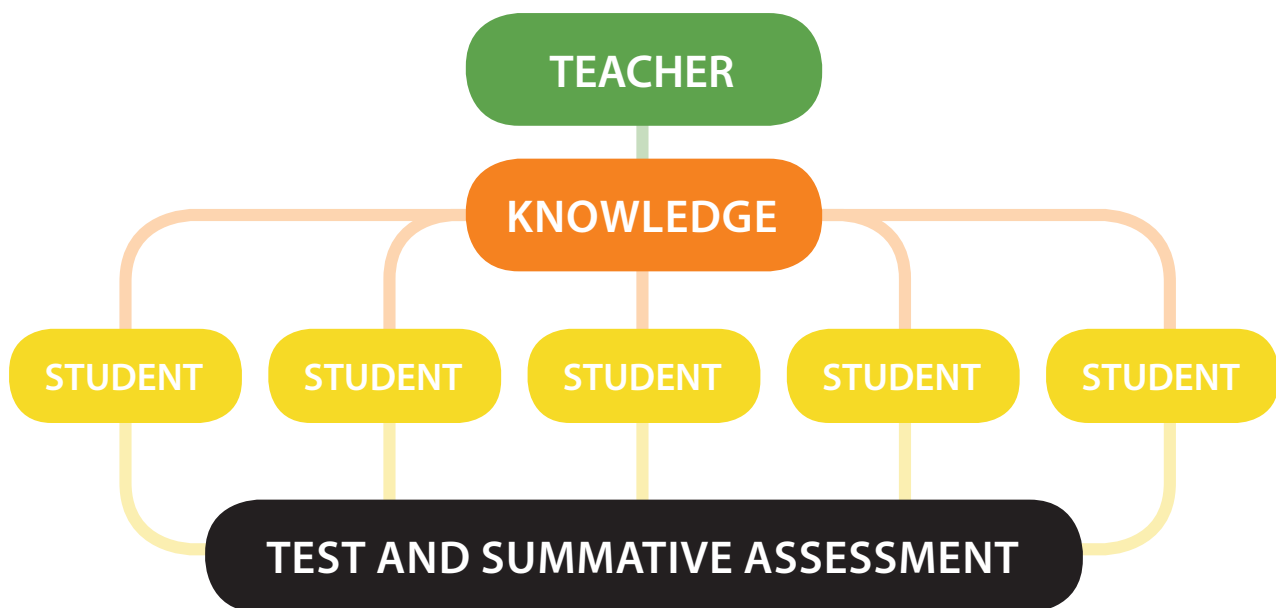 TEACHER
KNOWLEDGE
STUDENT
STUDENT
STUDENT
STUDENT
STUDENT
TEST AND SUMMATIVE ASSESSMENT